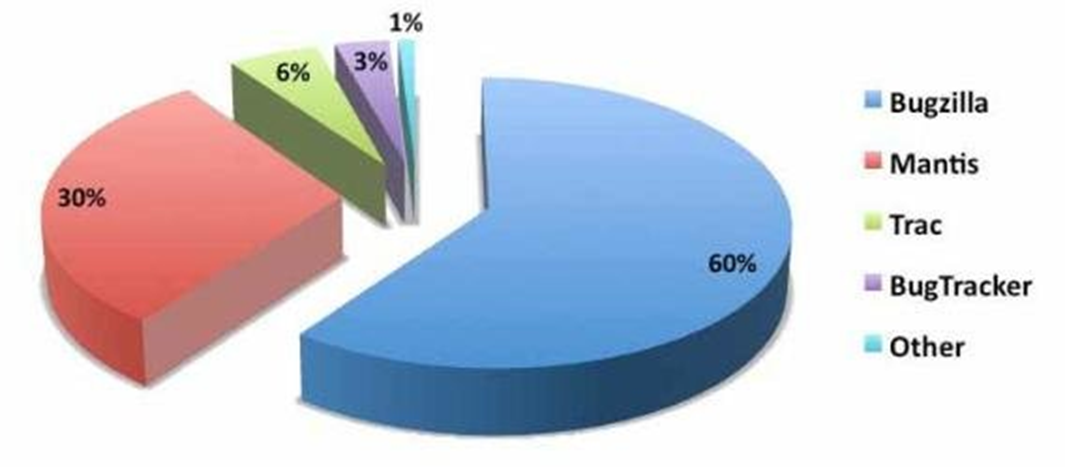 1%
6%
3%
30%
60%
Bugzilla
Mantis
Trac
BugTracker
Other